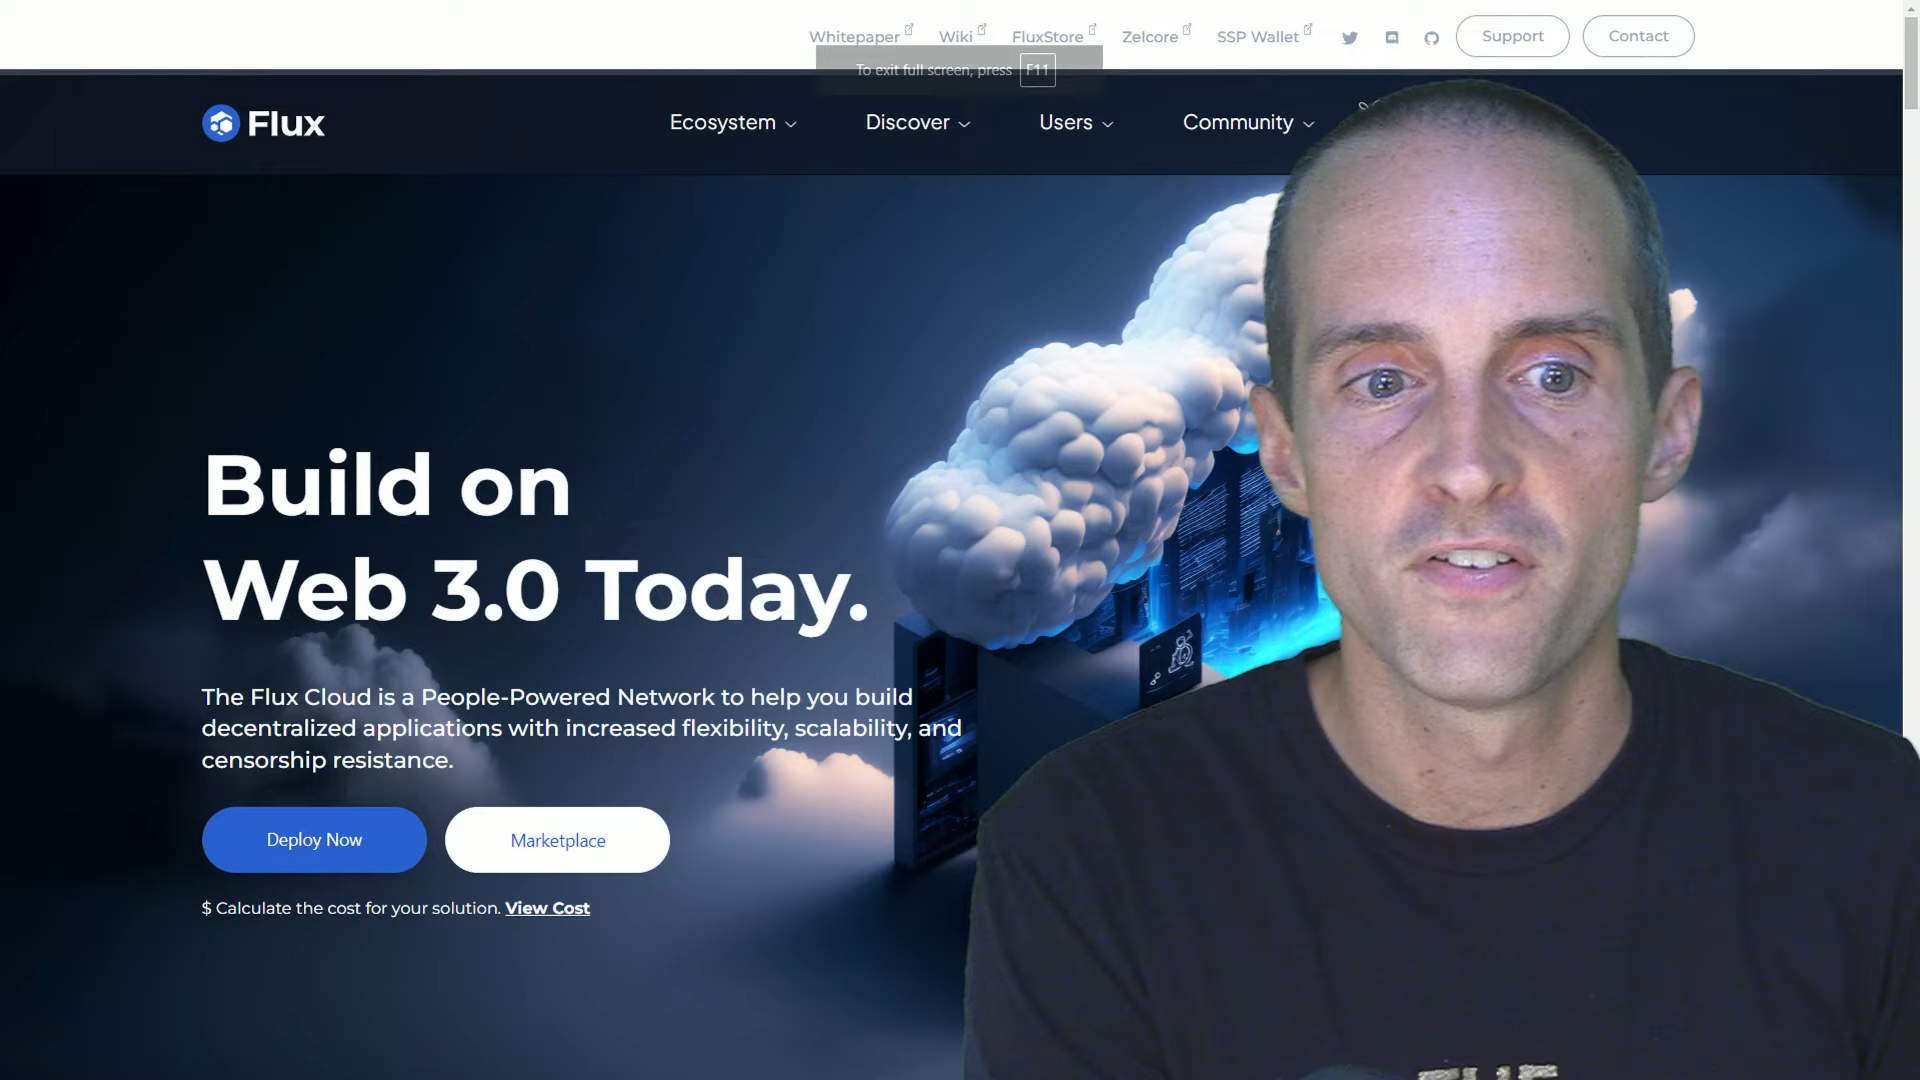 Whitepaper Wiki FluxStore Zelcore SSP Wallet Support Contact
To exit full screen, press F11
Flux Ecosystem Discover Users Community
Build on
Web 3.0 Today.
The Flux Cloud is a People-Powered Network to help you build
decentralized applications with increased flexibility, scalability, and
censorship resistance.
Deploy Now Marketplace
$ Calculate the cost for your solution. View Cost